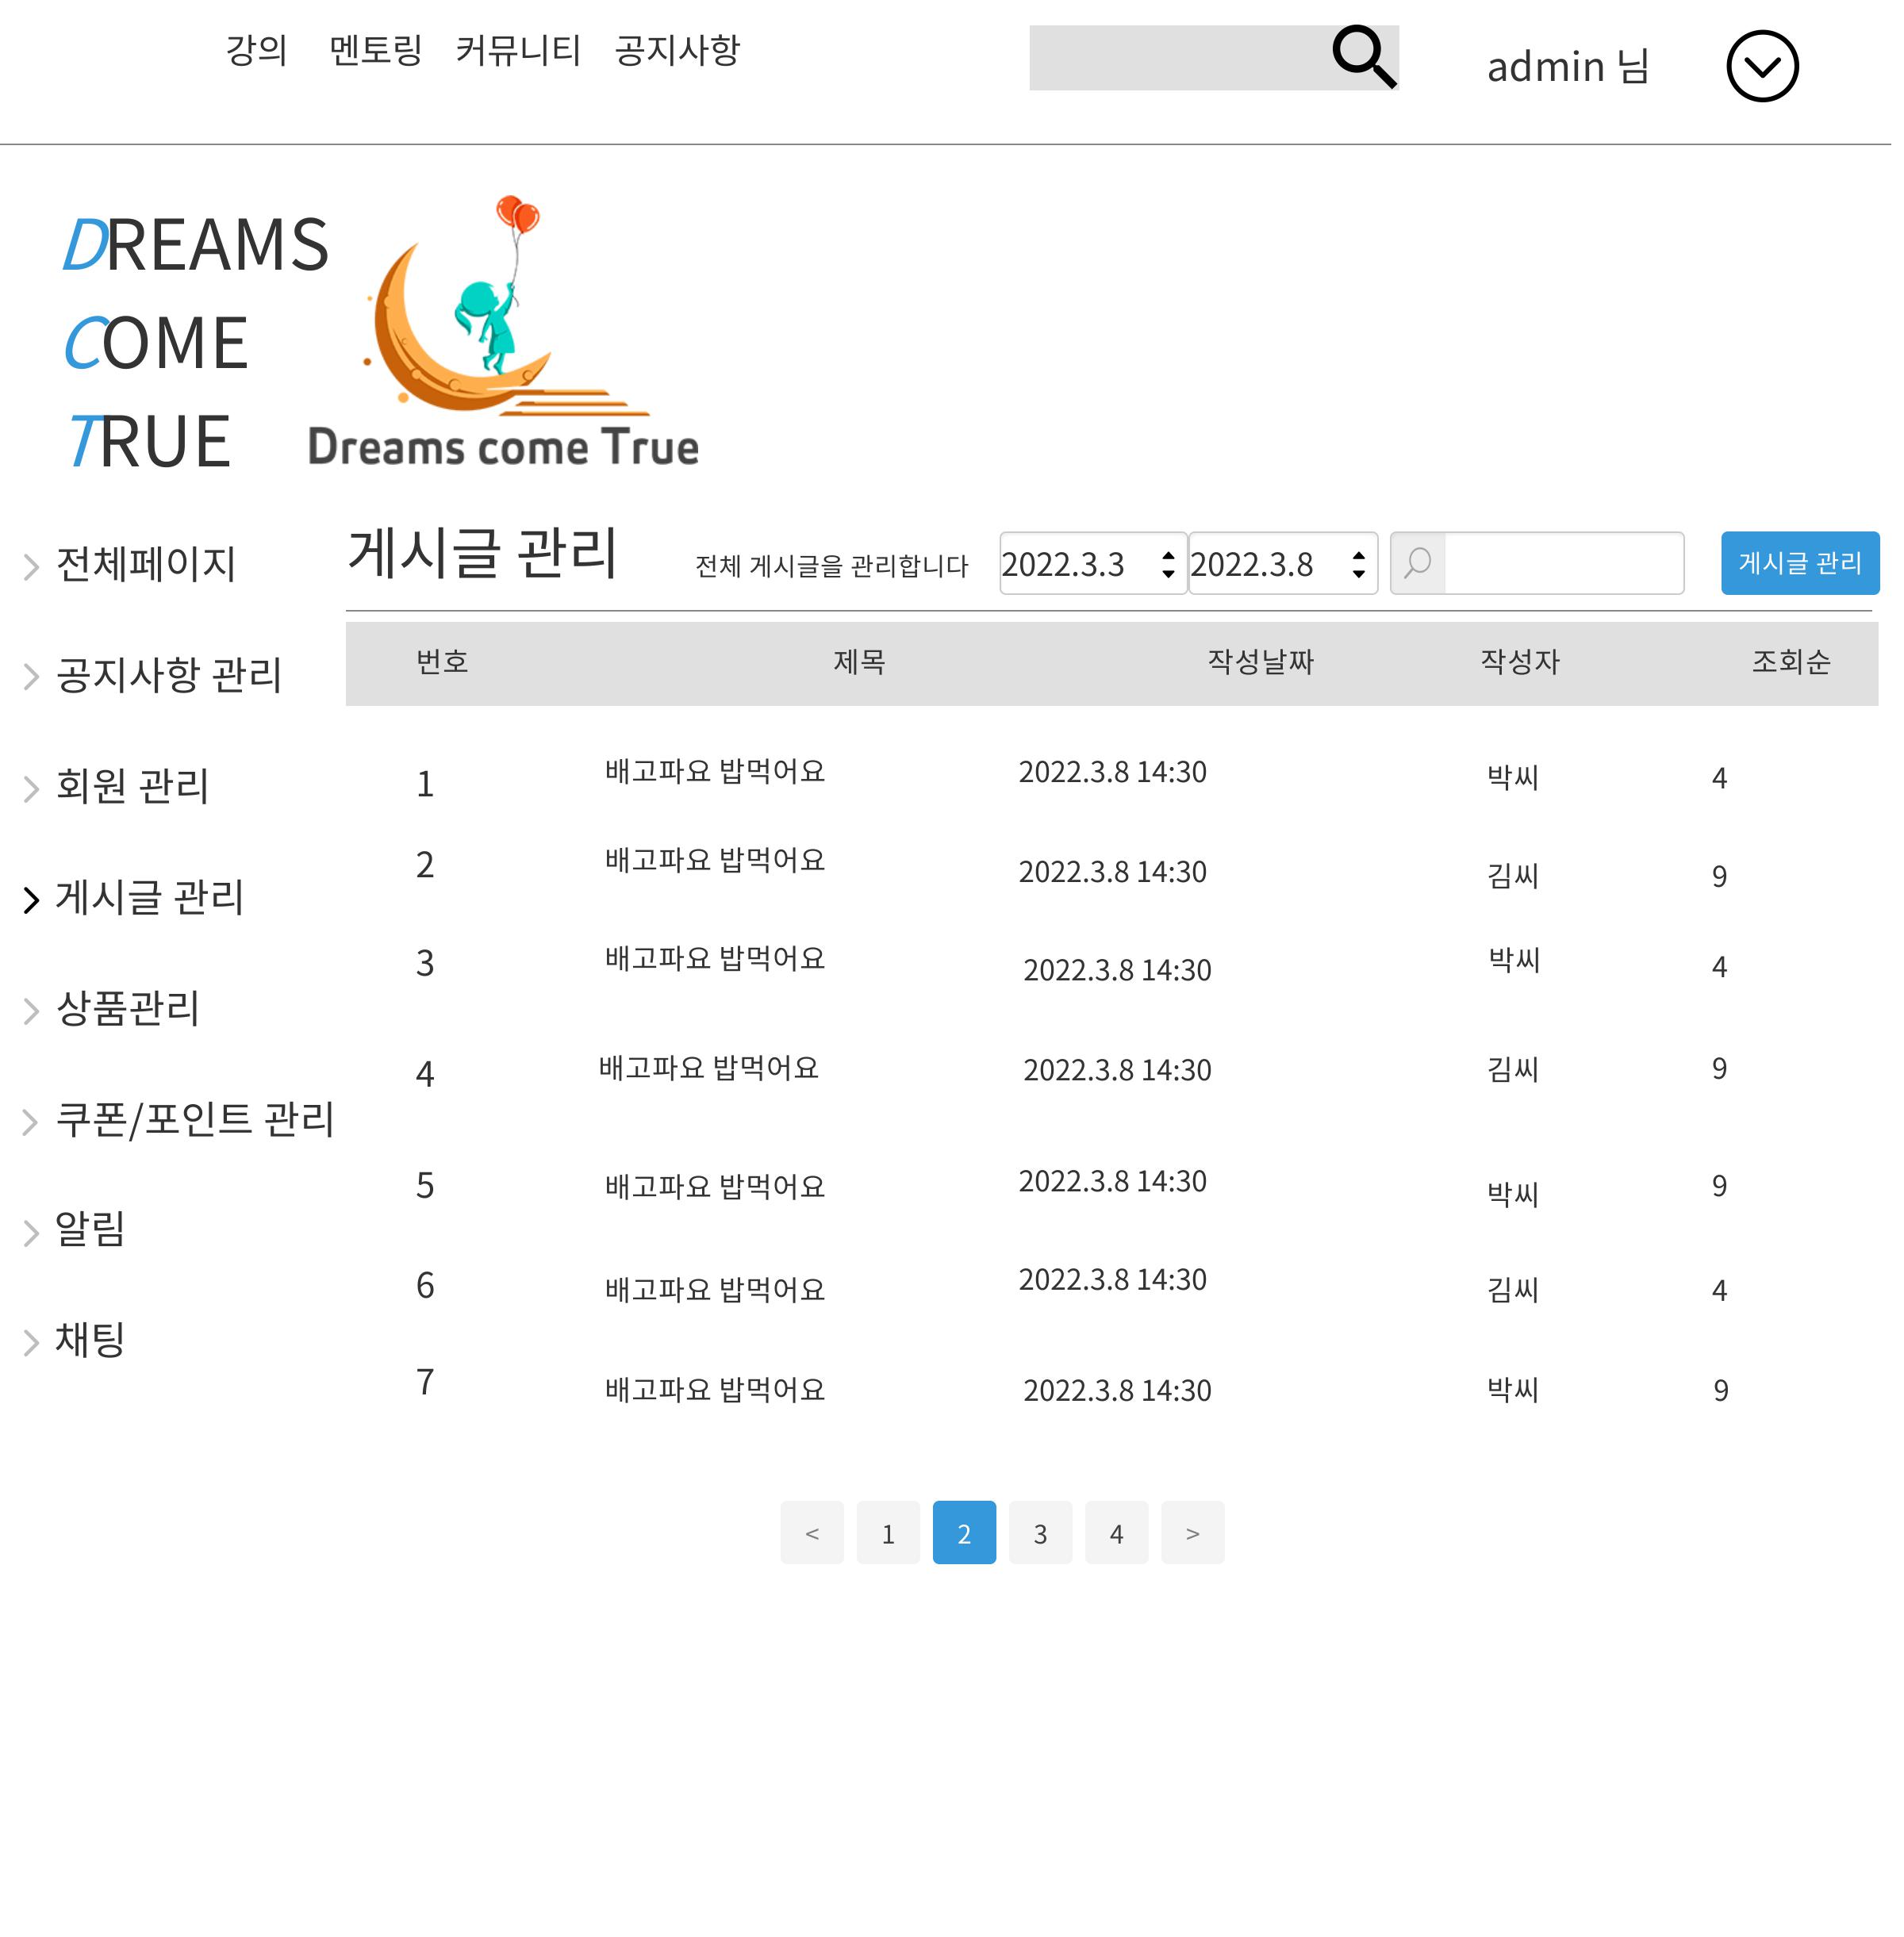 강의 멘토링 커뮤니티 공지사항 admin 님
DREAMS
COME
TRUE
Dreams come True
게시글 관리 전체 게시글을 관리합니다 2022.3.3 2022.3.8 게시글 관리
전체페이지
공지사항 관리
회원 관리
게시글 관리
상품관리
쿠폰/포인트 관리
알림
채팅
번호 제목 작성날짜 작성자 조회순
1 배고파요 밥먹어요 2022.3.8 14:30 박씨 4
2 배고파요 밥먹어요 2022.3.8 14:30 김씨 9
3 배고파요 밥먹어요 2022.3.8 14:30 박씨 4
4 배고파요 밥먹어요 2022.3.8 14:30 김씨 9
5 배고파요 밥먹어요 2022.3.8 14:30 박씨 9
6 배고파요 밥먹어요 2022.3.8 14:30 김씨 4
7 배고파요 밥먹어요 2022.3.8 14:30 박씨 9
< 1 2 3 4 >